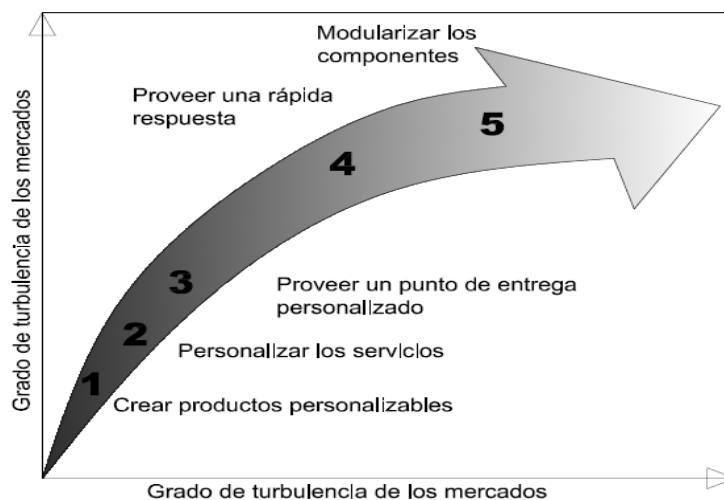 Modularizar los
componentes
Proveer una rápida
respuesta
5
4
3
Proveer un punto de entrega
personalizado
2
Personalizar los servicios
1
Crear productos personalizables
Grado de turbulencia de los mercados
Grado de turbulencia de los mercados